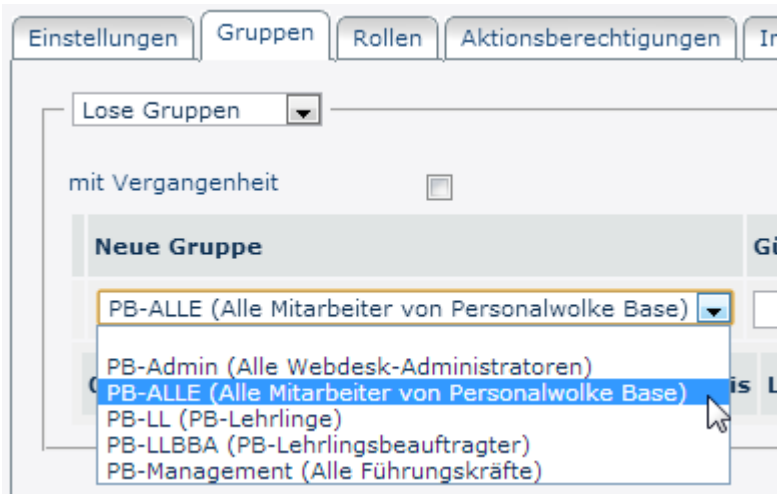 Einstellungen Gruppen Rollen Aktionsberechtigungen
Lose Gruppen
mit Vergangenheit
Neue Gruppe
PB-ALLE (Alle Mitarbeiter von Personalwolke Base)
PB-Admin (Alle Webdesk-Administratoren)
PB-ALLE (Alle Mitarbeiter von Personalwolke Base)
PB-LL (PB-Lehrlinge)
PB-LLBBA (PB-Lehrlingsbeauftragter)
PB-Management (Alle Führungskräfte)